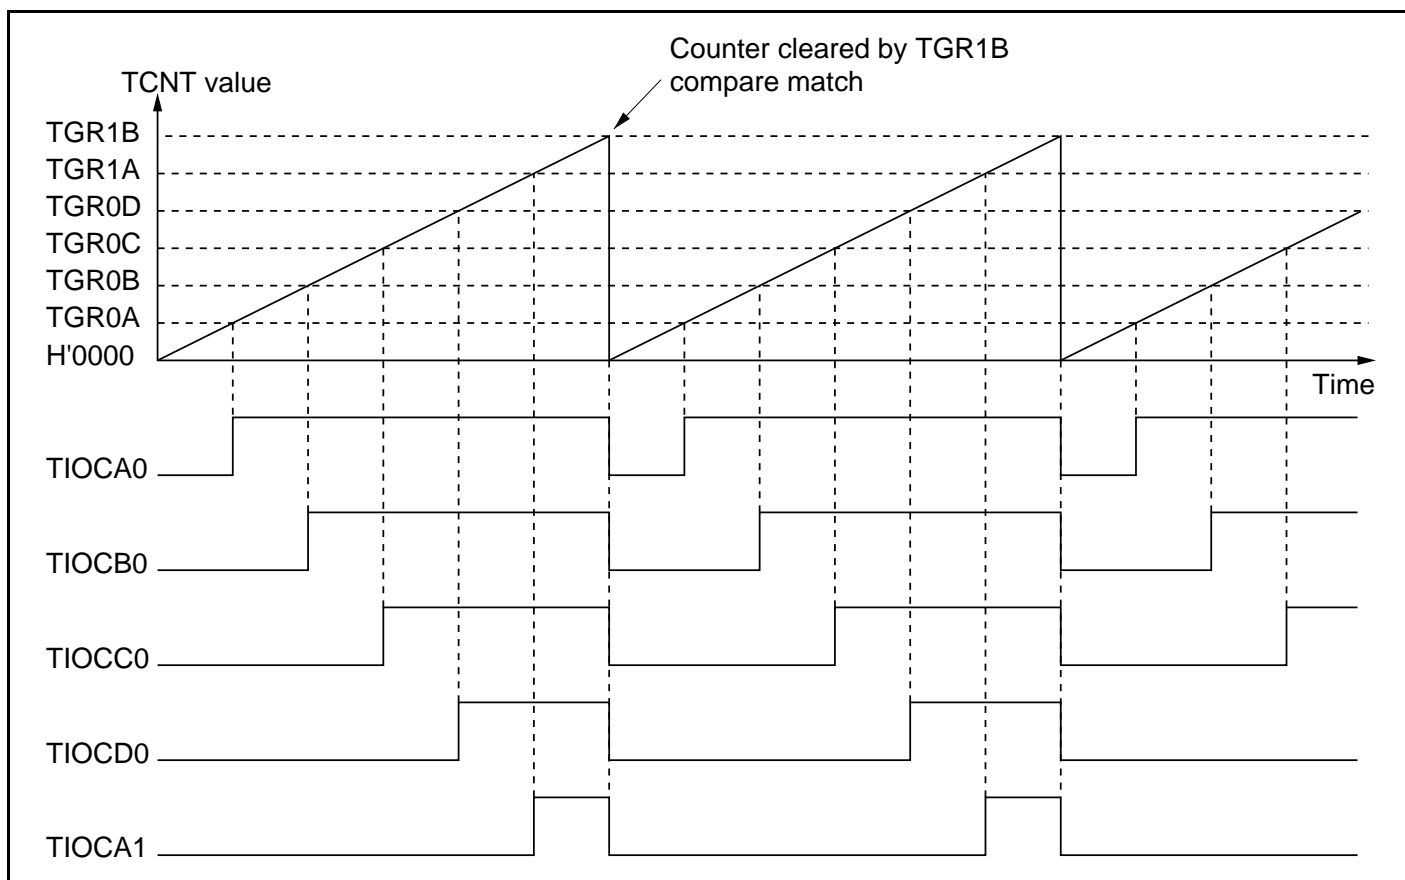 Counter cleared by TGR1B
compare match
TCNT value
TGR1B
TGR1A
TGR0D
TGR0C
TGR0B
TGR0A
H'0000
Time
TIOCA0
TIOCB0
TIOCC0
TIOCD0
TIOCA1